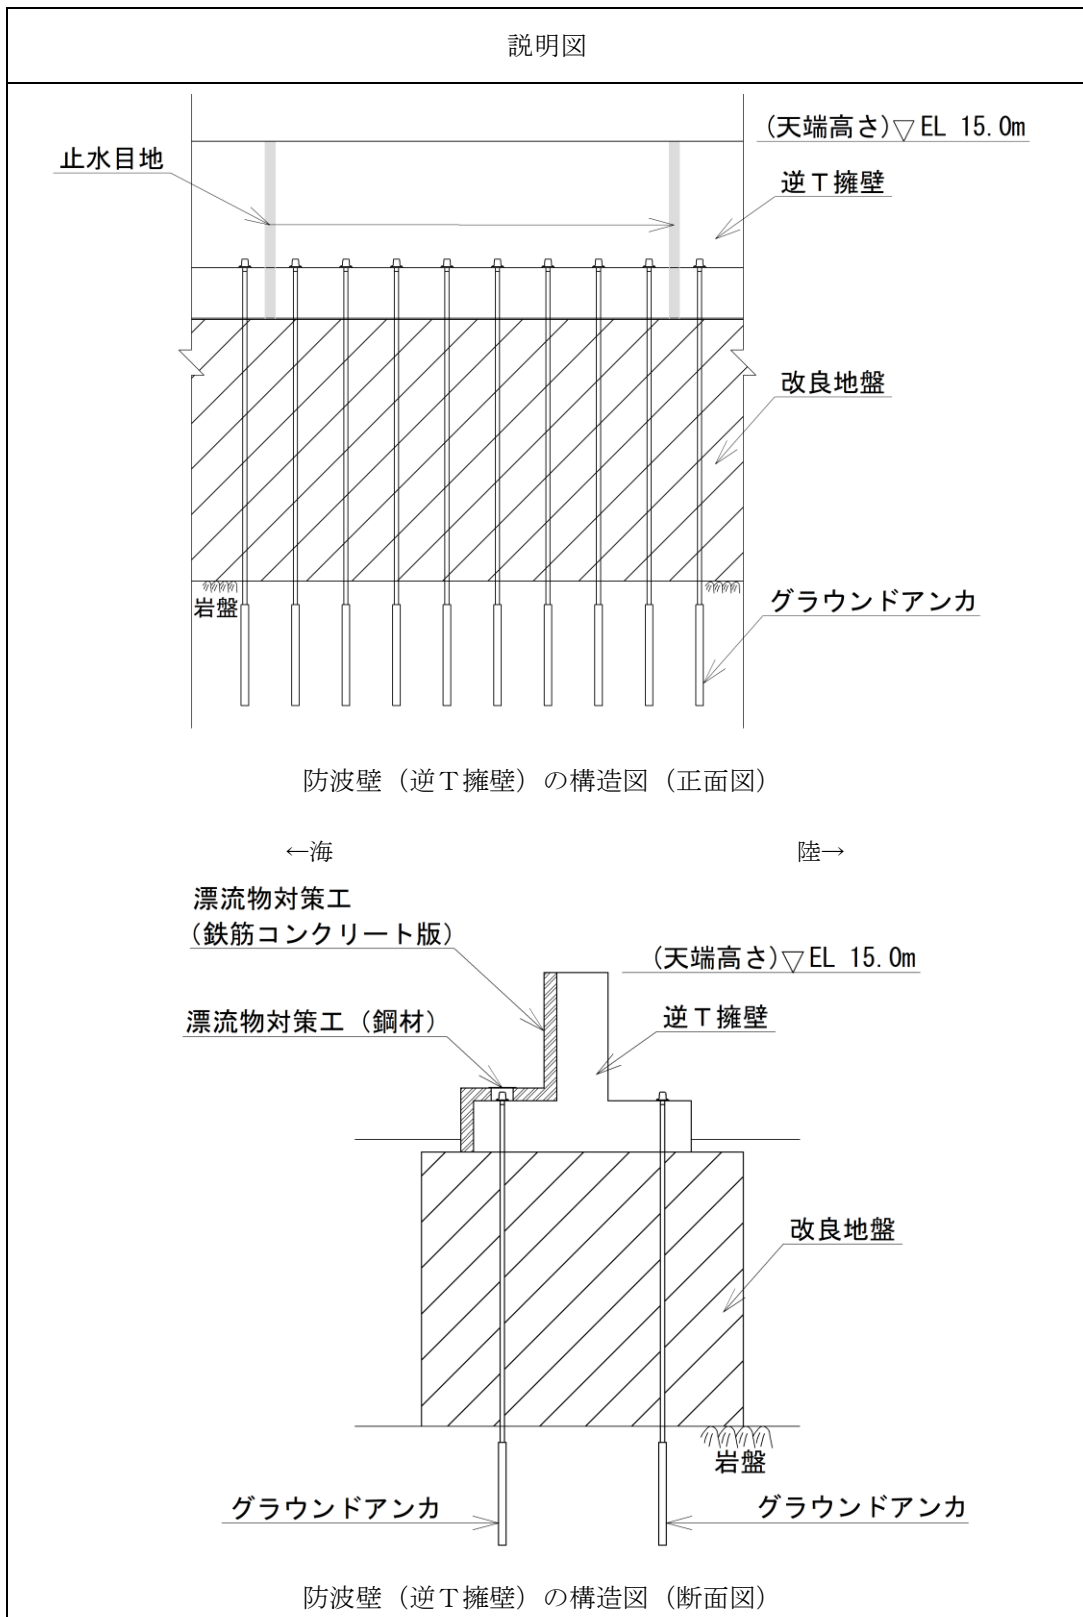 説明図
(天端高さ)▽EL 15.0m
止水目地
逆Ｔ擁壁
改良地盤
岩盤
グラウンドアンカ
防波壁（逆Ｔ擁壁）の構造図（正面図）
←海 陸→
漂流物対策工
(鉄筋コンクリート版)
(天端高さ)▽EL 15.0m
漂流物対策工（鋼材）
逆Ｔ擁壁
改良地盤
岩盤
グラウンドアンカ グラウンドアンカ
防波壁（逆Ｔ擁壁）の構造図（断面図）